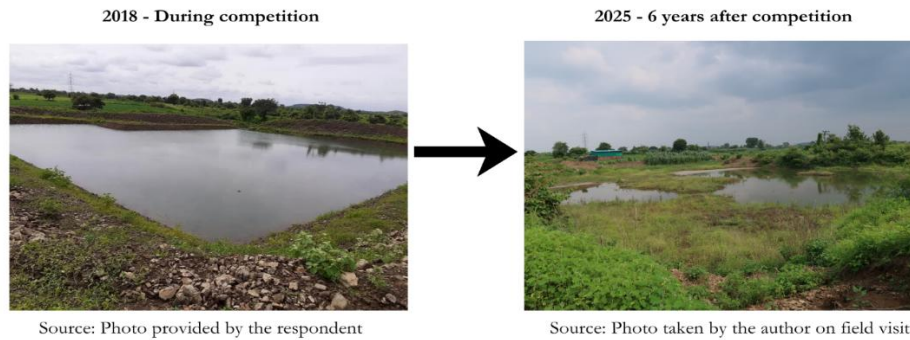 2018 - During competition
2025 - 6 years after competition
Source: Photo provided by the respondent
Source: Photo taken by the author on field visit